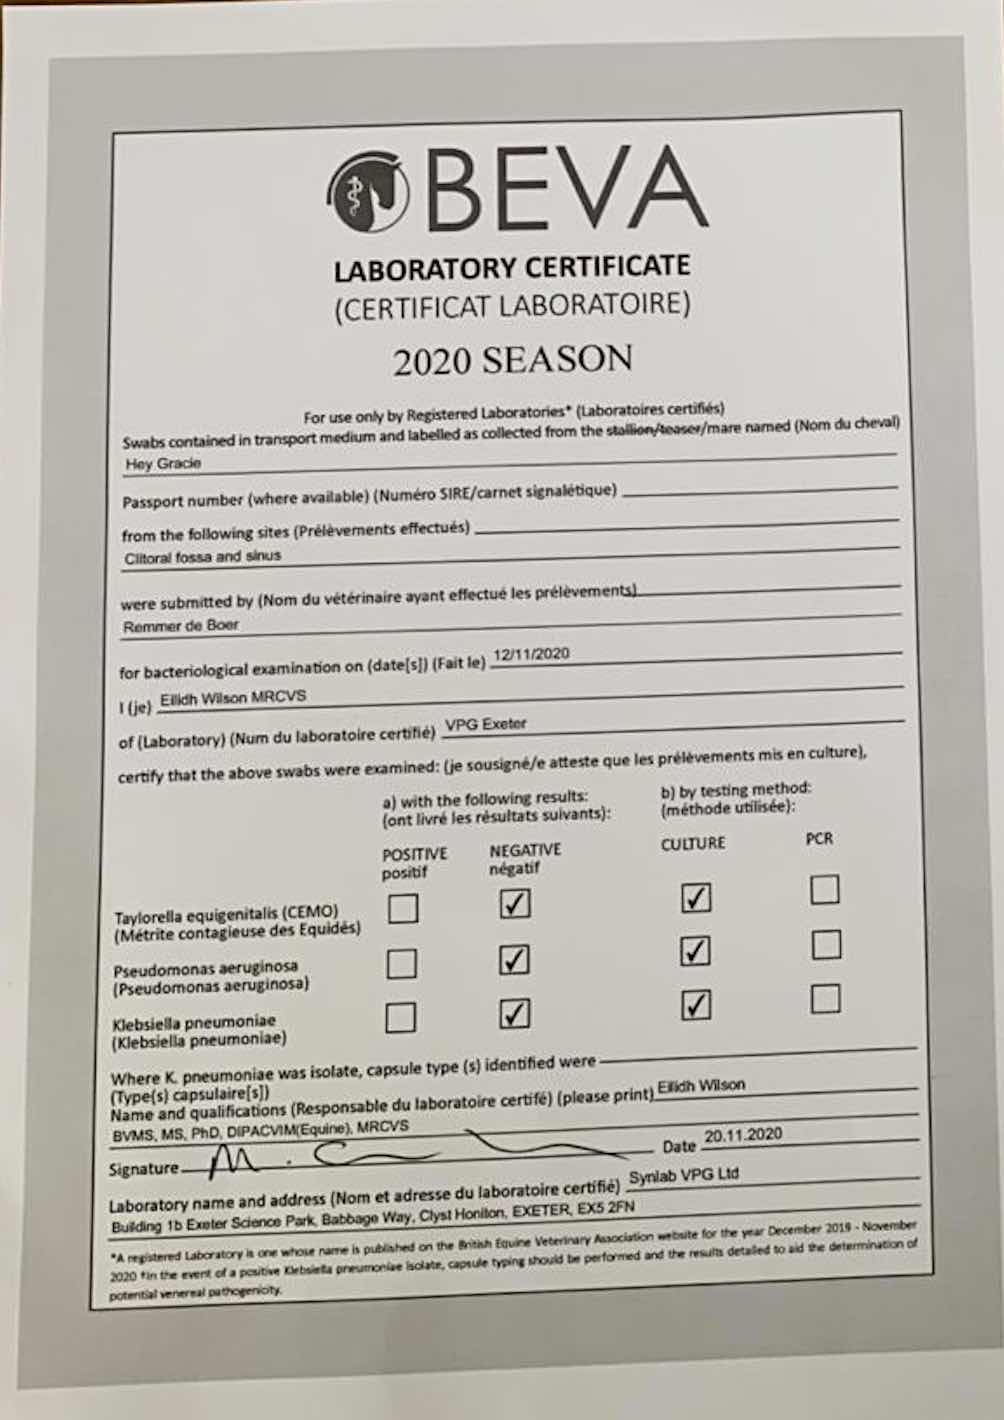 BEVA
LABORATORY CERTIFICATE
(CERTIFICAT LABORATOIRE)
2020 SEASON
For use only by Registered Laboratories* (Laboratoires certifiés)
Swabs contained in transport medium and labelled as collected from the stallion/teaser/mare named (Nom du cheval)
Hey Gracie
Passport number (where available) (Numéro SIRE/carnet signalétique)
from the following sites (Prélèvements effectués)
Clitoral fossa and sinus
were submitted by (Nom du vétérinaire ayant effectué les prélèvements)
Remmer de Boer
for bacteriological examination on (date[s]) (Fait le) 12/11/2020
I (je) Eilidh Wilson MRCVS
of (Laboratory) (Num du laboratoire certifié) VPG Exeter
certify that the above swabs were examined: (je sousigné/e atteste que les prélèvements mis en culture),
a) with the following results: b) by testing method:
(ont livré les résultats suivants): (méthode utilisée):
POSITIVE NEGATIVE CULTURE PCR
positif négatif
Taylorella equigenitalis (CEMO) ☐ ☑ ☑ ☐
(Métrite contagieuse des Equidés)
Pseudomonas aeruginosa ☐ ☑ ☑ ☐
(Pseudomonas aeruginosa)
Klebsiella pneumoniae ☐ ☑ ☑ ☐
(Klebsiella pneumoniae)
Where K. pneumoniae was isolate, capsule type (s) identified were
(Type(s) capsulaire[s])
Name and qualifications (Responsable du laboratoire certifé) (please print) Eilidh Wilson
BVMS, MS, PhD, DIPACVIM(Equine), MRCVS
Signature Date 20.11.2020
Laboratory name and address (Nom et adresse du laboratoire certifié) Synlab VPG Ltd
Building 1b Exeter Science Park, Babbage Way, Clyst Honiton, EXETER, EX5 2FN
*A registered Laboratory is one whose name is published on the British Equine Veterinary Association website for the year December 2019 - November
2020 †In the event of a positive Klebsiella pneumoniae isolate, capsule typing should be performed and the results detailed to aid the determination of
potential venereal pathogenicity.